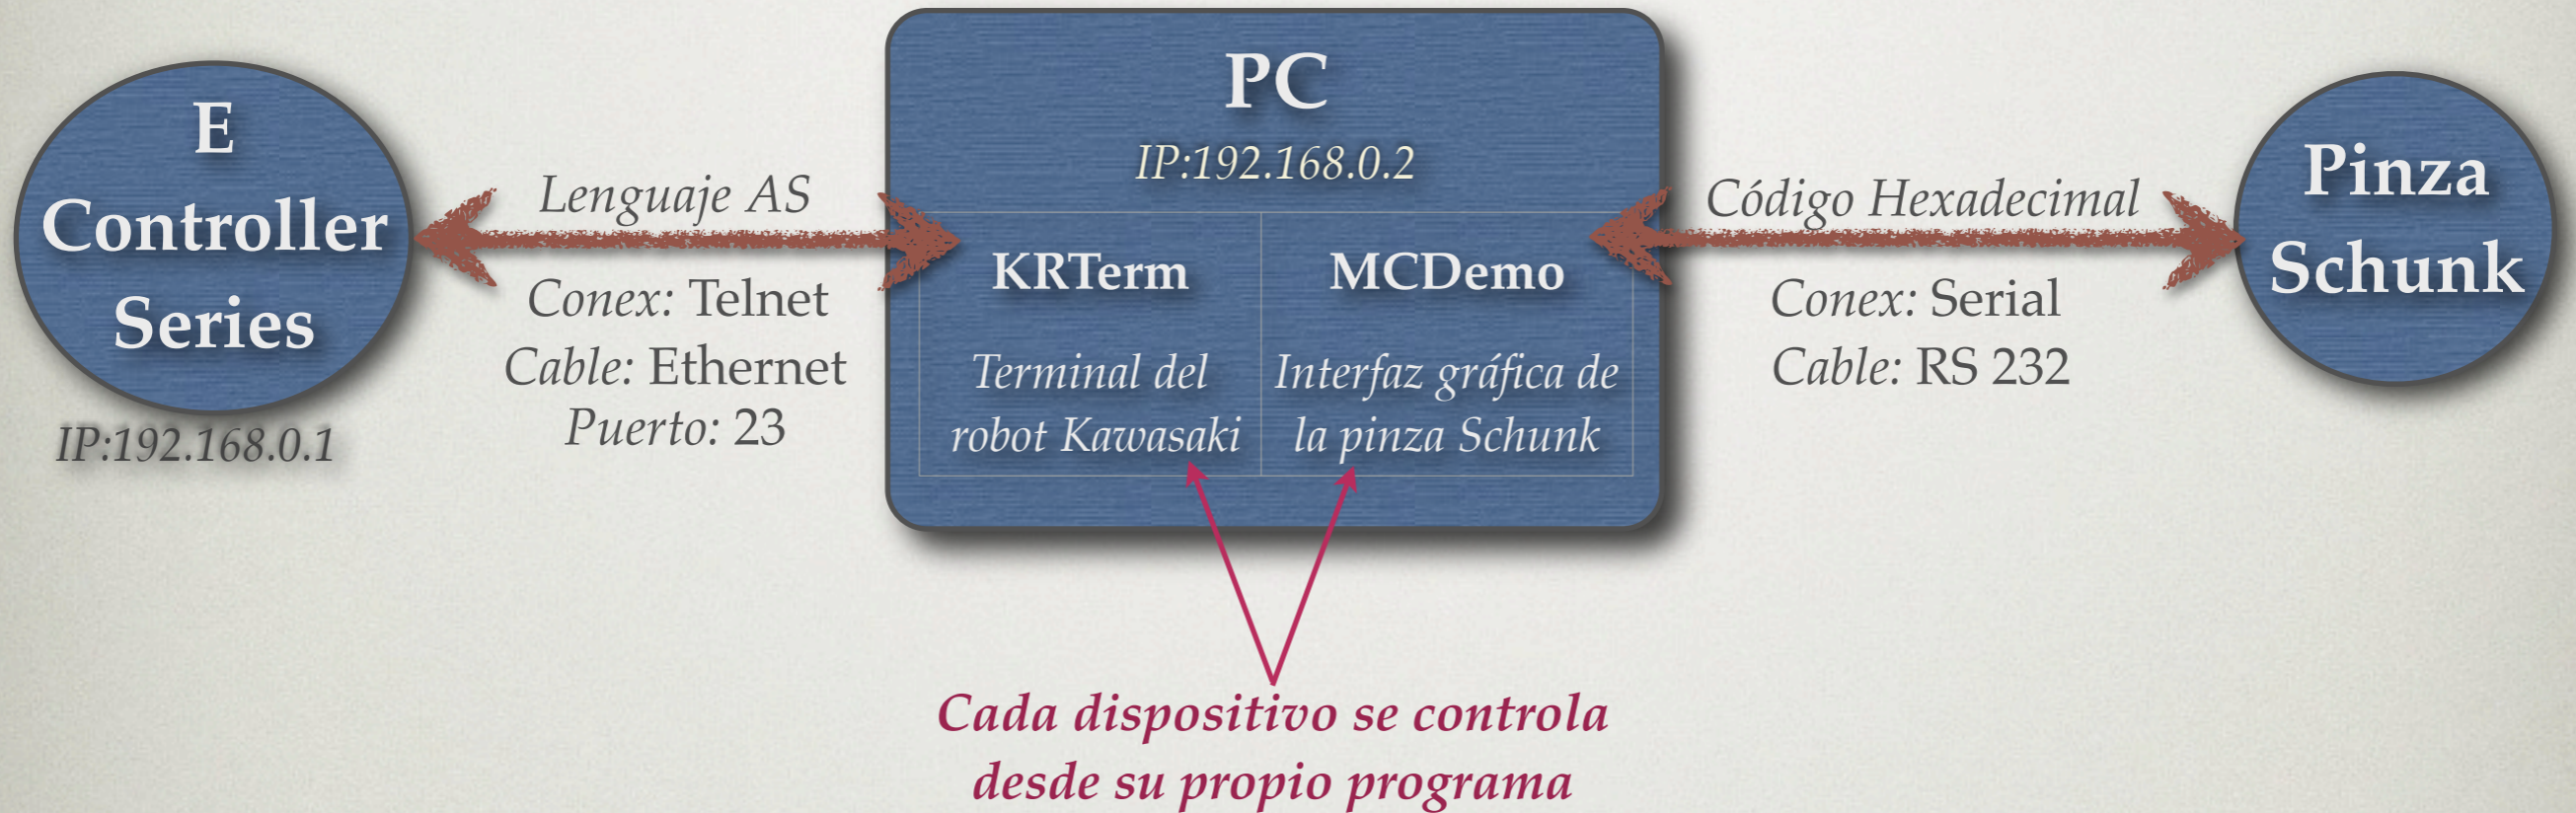 E
Controller
Series
IP:192.168.0.1
Lenguaje AS
Conex: Telnet
Cable: Ethernet
Puerto: 23
PC
IP:192.168.0.2
KRTerm
Terminal del
robot Kawasaki
MCDemo
Interfaz gráfica de
la pinza Schunk
Código Hexadecimal
Conex: Serial
Cable: RS 232
Pinza
Schunk
Cada dispositivo se controla
desde su propio programa